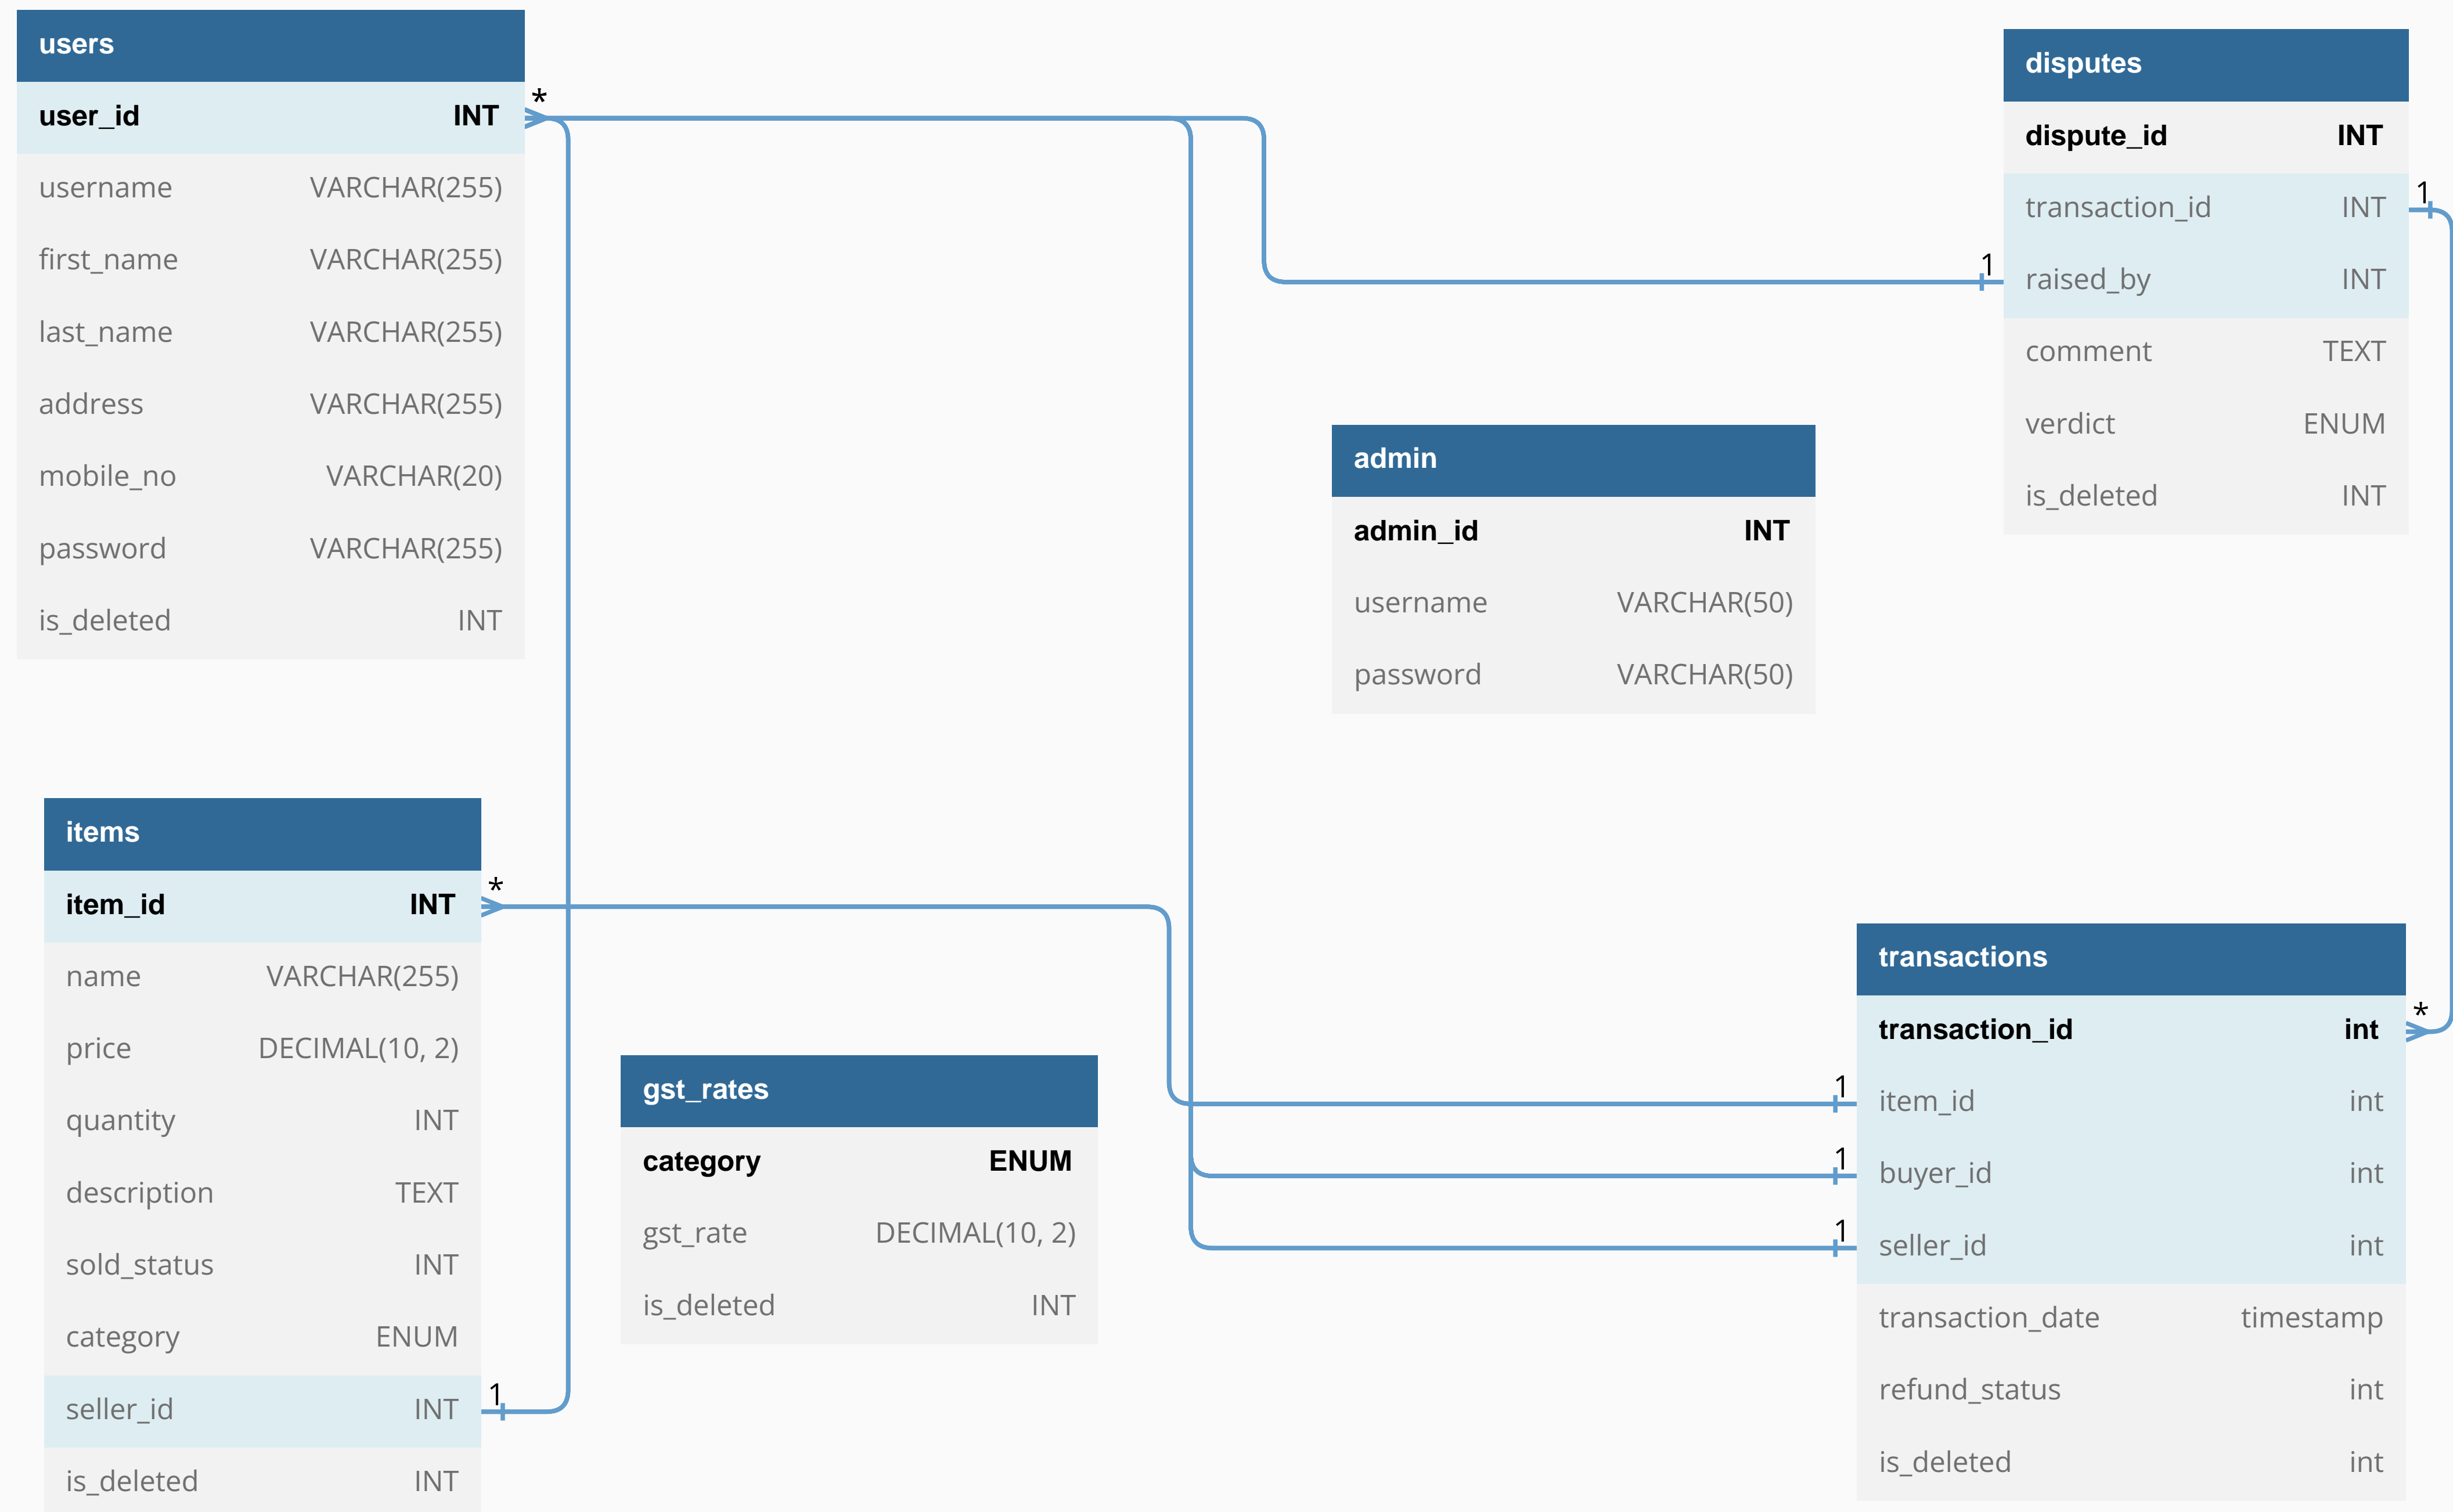 users
user_id INT
username VARCHAR(255)
first_name VARCHAR(255)
last_name VARCHAR(255)
address VARCHAR(255)
mobile_no VARCHAR(20)
password VARCHAR(255)
is_deleted INT
*
disputes
dispute_id INT
transaction_id INT
raised_by INT
comment TEXT
verdict ENUM
is_deleted INT
1
1
admin
admin_id INT
username VARCHAR(50)
password VARCHAR(50)
items
item_id INT
name VARCHAR(255)
price DECIMAL(10, 2)
quantity INT
description TEXT
sold_status INT
category ENUM
seller_id INT
is_deleted INT
*
1
gst_rates
category ENUM
gst_rate DECIMAL(10, 2)
is_deleted INT
transactions
transaction_id int
item_id int
buyer_id int
seller_id int
transaction_date timestamp
refund_status int
is_deleted int
*
1
1
1